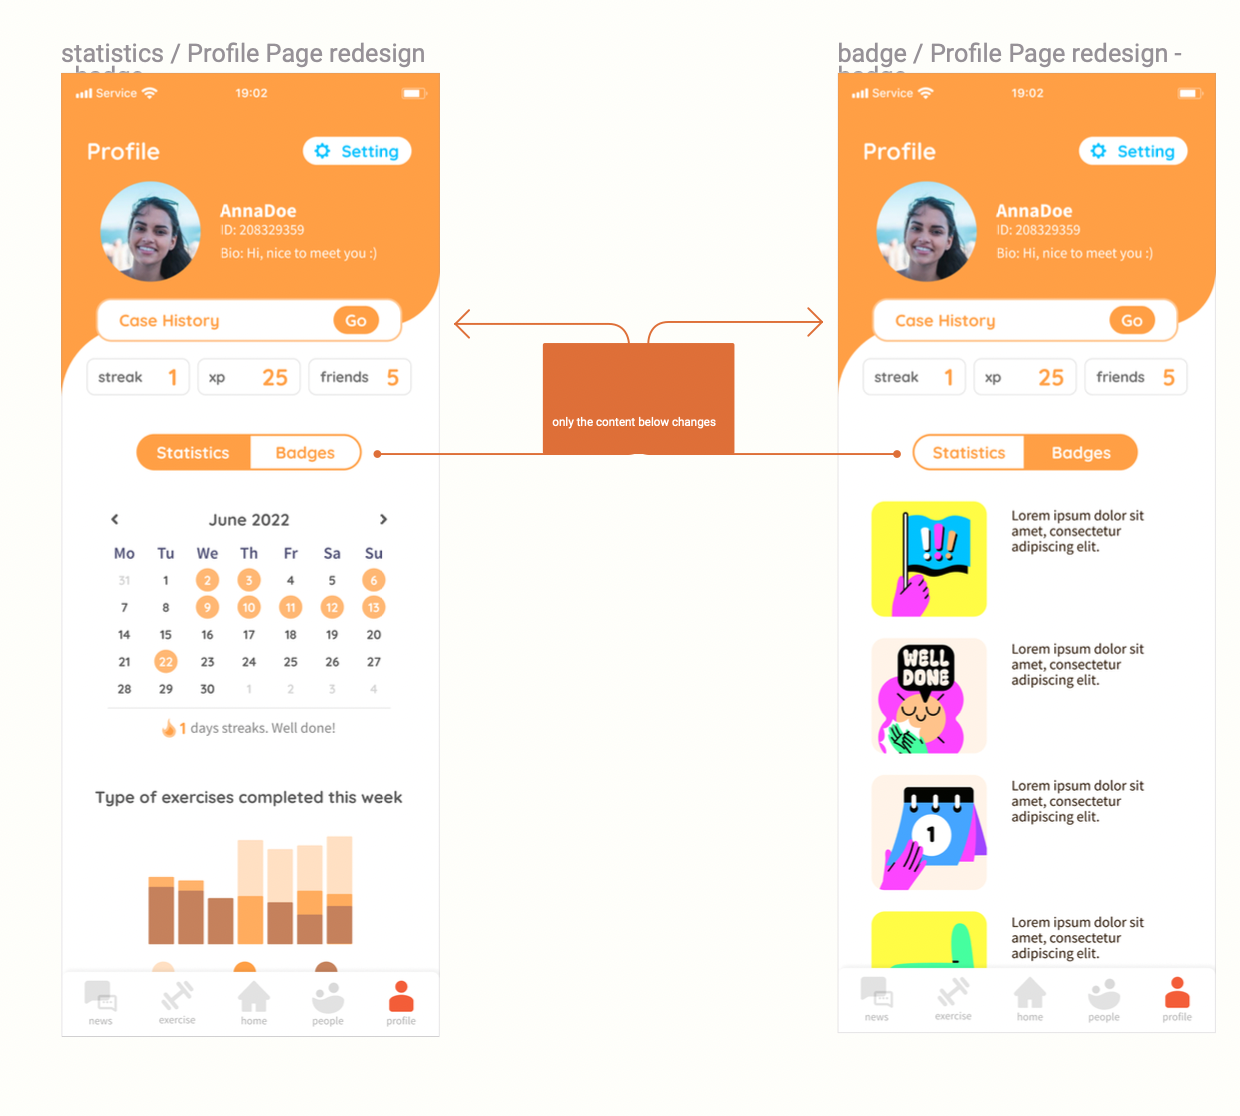 statistics / Profile Page redesign
- badge
Service 19:02
Profile
Setting
AnnaDoe
ID: 208329359
Bio: Hi, nice to meet you :)
Case History Go
streak 1 xp 25 friends 5
Statistics Badges
June 2022
Mo Tu We Th Fr Sa Su
31 1 2 3 4 5 6
7 8 9 10 11 12 13
14 15 16 17 18 19 20
21 22 23 24 25 26 27
28 29 30 1 2 3 4
1 days streaks. Well done!
Type of exercises completed this week
news exercise home people profile
only the content below changes
badge / Profile Page redesign -
badge
Service 19:02
Profile
Setting
AnnaDoe
ID: 208329359
Bio: Hi, nice to meet you :)
Case History Go
streak 1 xp 25 friends 5
Statistics Badges
!!!
Lorem ipsum dolor sit
amet, consectetur
adipiscing elit.
WELL
DONE
Lorem ipsum dolor sit
amet, consectetur
adipiscing elit.
1
Lorem ipsum dolor sit
amet, consectetur
adipiscing elit.
Lorem ipsum dolor sit
amet, consectetur
adipiscing elit.
news exercise home people profile